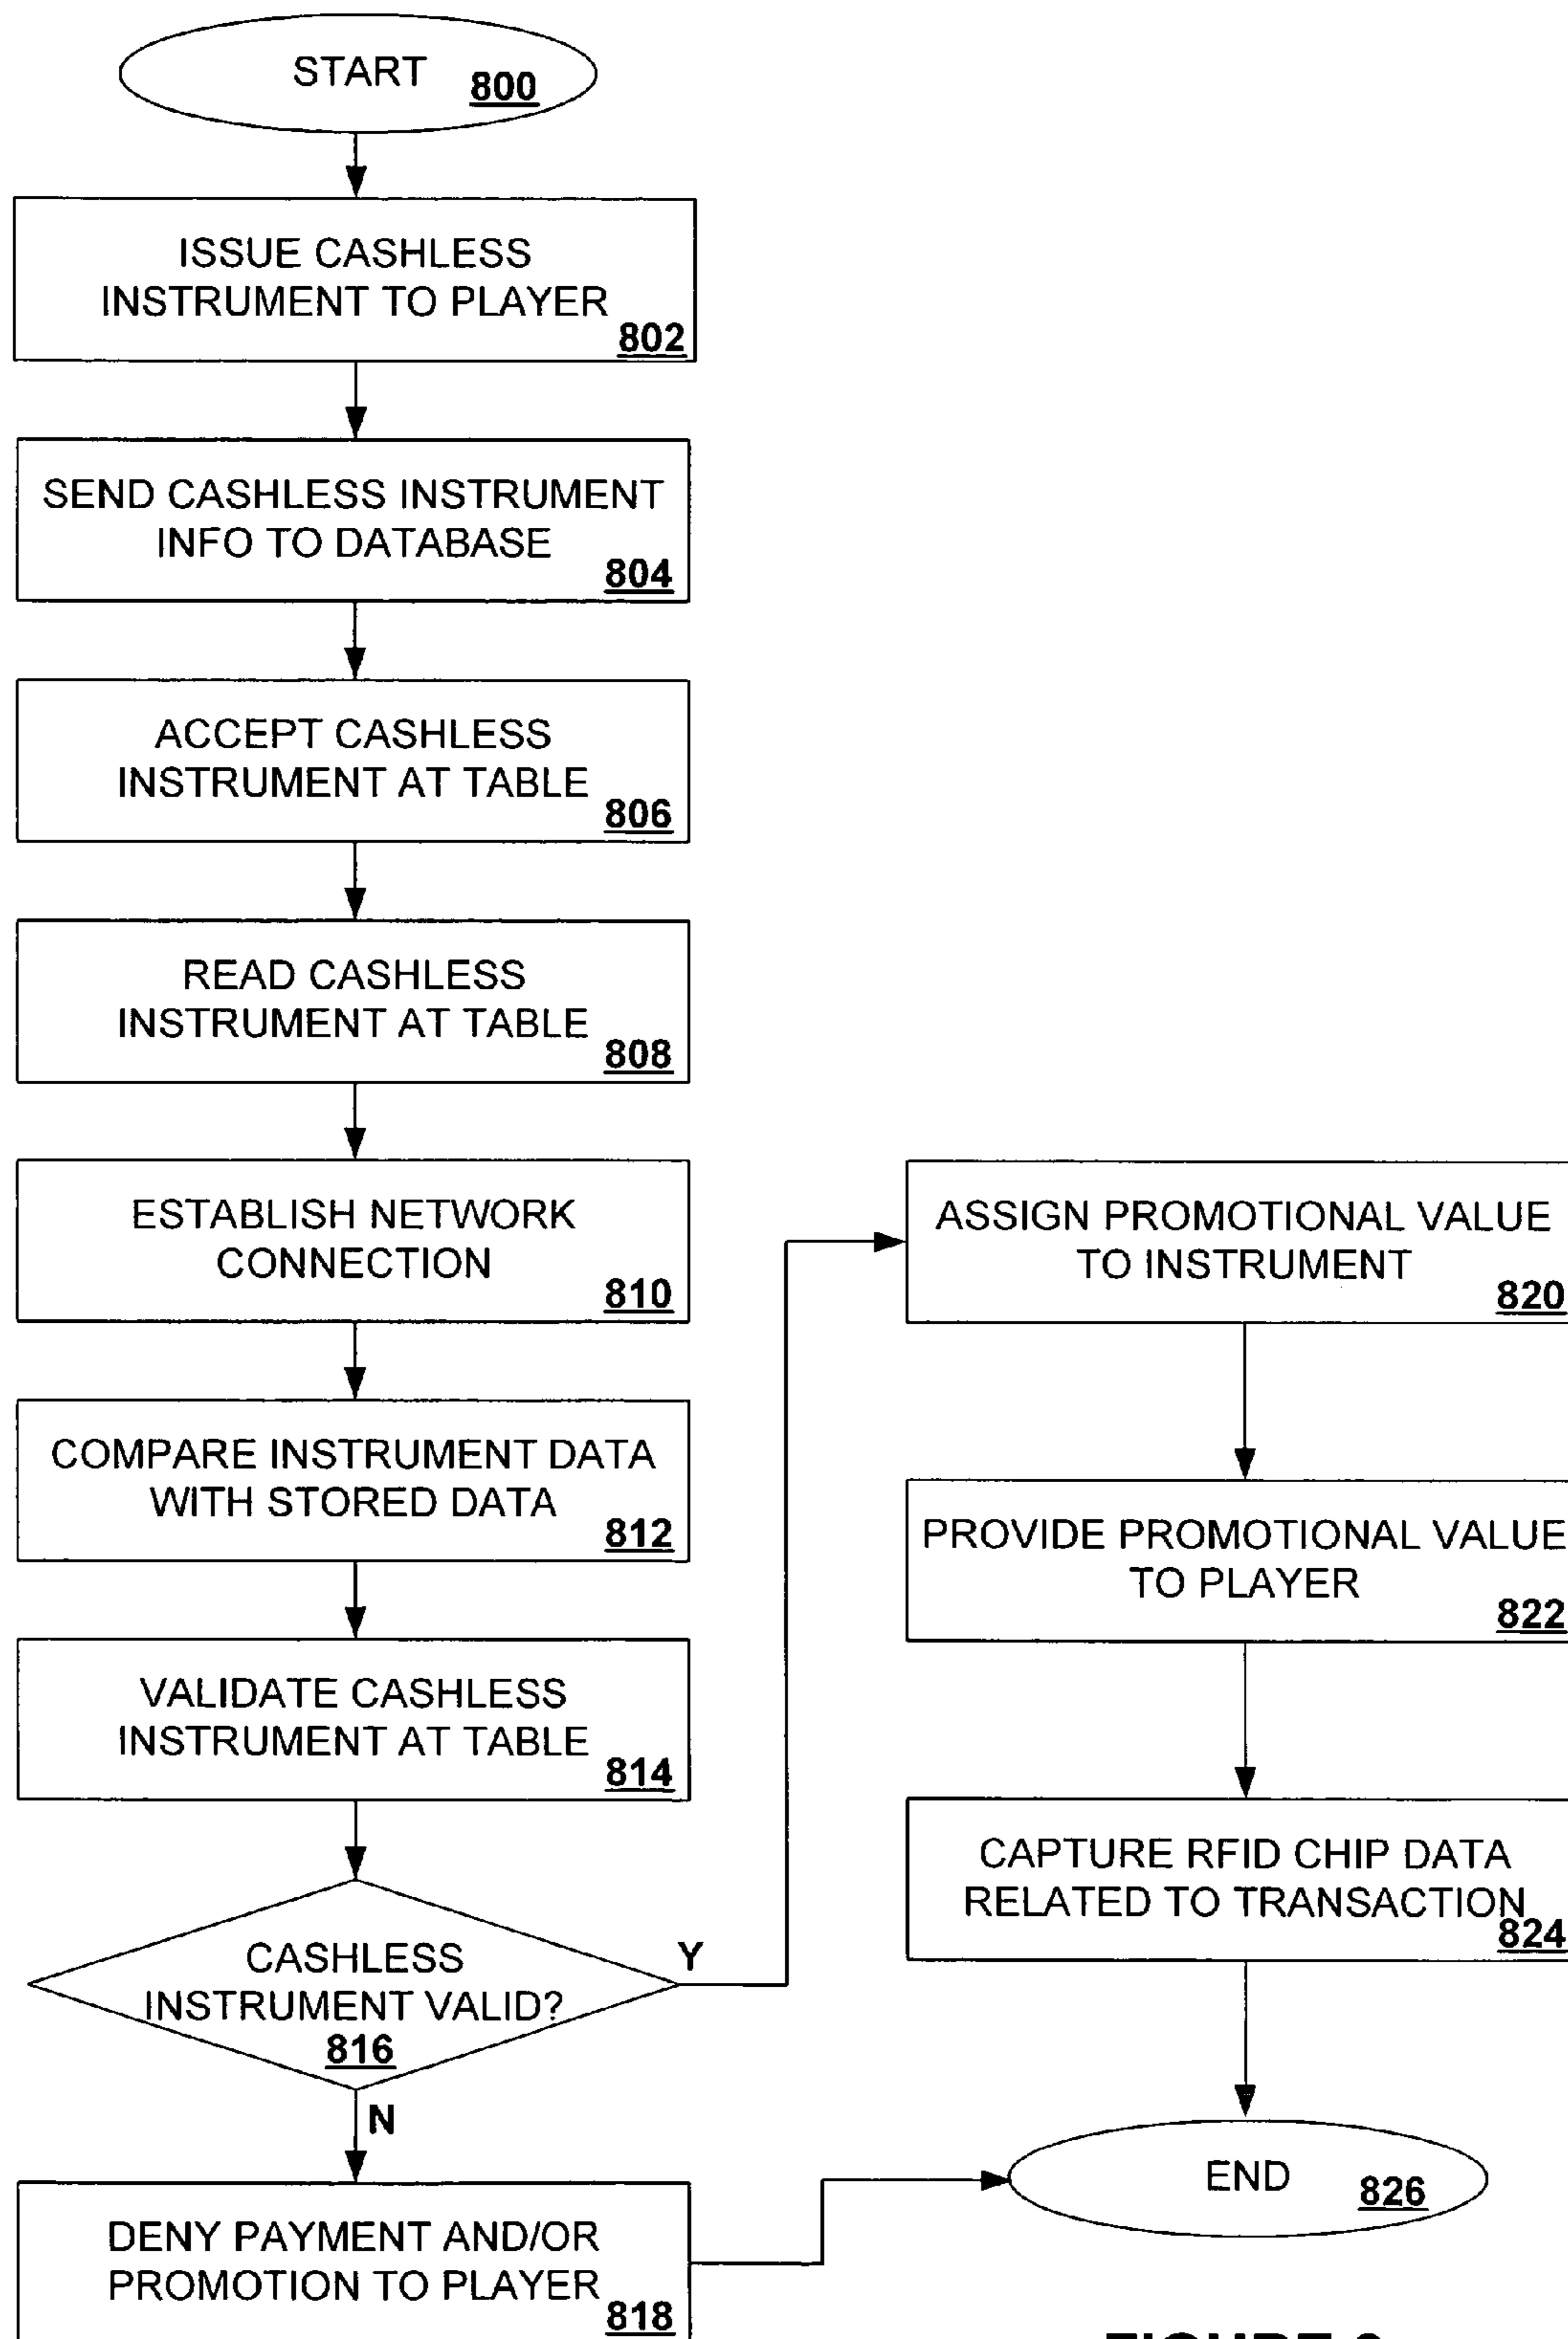 START 800
ISSUE CASHLESS
INSTRUMENT TO PLAYER
802
SEND CASHLESS INSTRUMENT
INFO TO DATABASE
804
ACCEPT CASHLESS
INSTRUMENT AT TABLE
806
READ CASHLESS
INSTRUMENT AT TABLE
808
ESTABLISH NETWORK
CONNECTION
810
COMPARE INSTRUMENT DATA
WITH STORED DATA
812
VALIDATE CASHLESS
INSTRUMENT AT TABLE
814
CASHLESS
INSTRUMENT VALID?
816
Y
N
DENY PAYMENT AND/OR
PROMOTION TO PLAYER
818
ASSIGN PROMOTIONAL VALUE
TO INSTRUMENT
820
PROVIDE PROMOTIONAL VALUE
TO PLAYER
822
CAPTURE RFID CHIP DATA
RELATED TO TRANSACTION
824
END 826
FIGURE